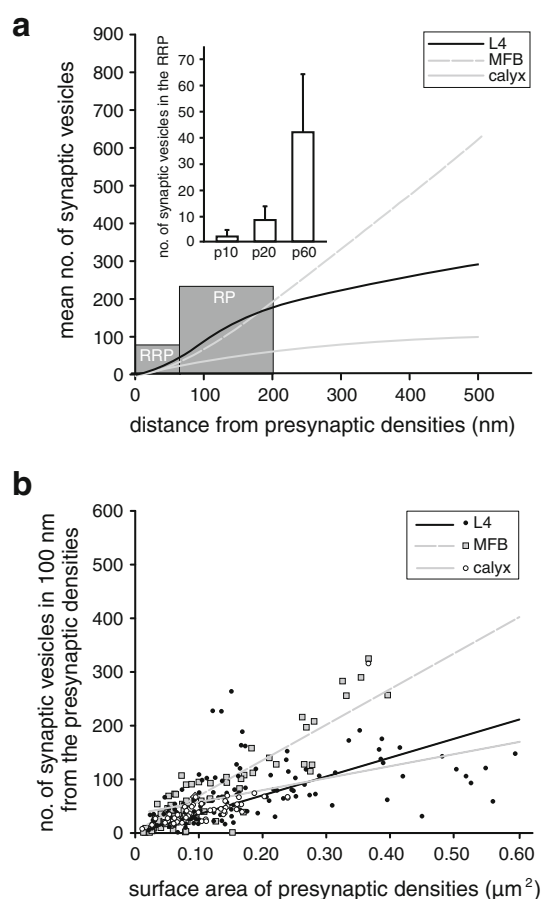 a
900
800
700
600
500
400
300
200
100
0
mean no. of synaptic vesicles
70
60
50
40
30
20
10
0
no. of synaptic vesicles in the RRP
p10 p20 p60
L4
MFB
calyx
RP
RRP
0 100 200 300 400 500
distance from presynaptic densities (nm)
b
600
500
400
300
200
100
0
no. of synaptic vesicles in 100 nm
from the presynaptic densities
L4
MFB
calyx
0 0.10 0.20 0.30 0.40 0.50 0.60
surface area of presynaptic densities (µm²)